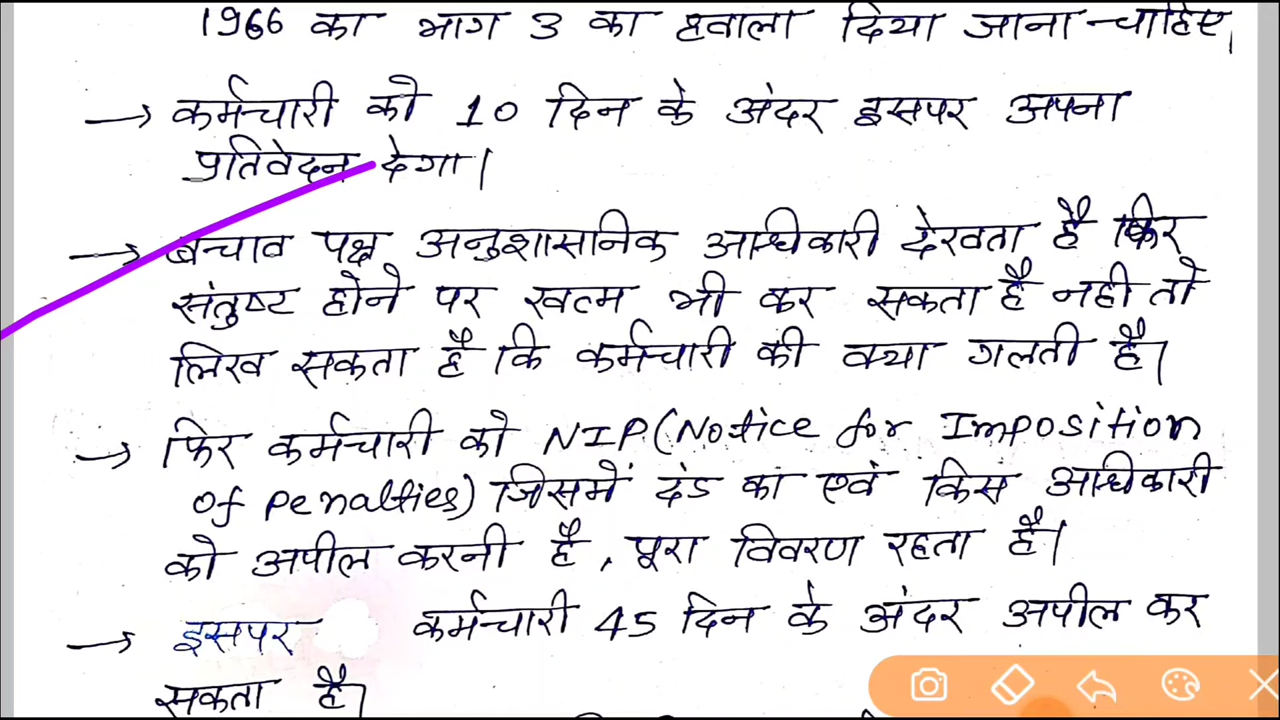 1966 का भाग 3 का हवाला दिया जाना चाहिए।
→ कर्मचारी को 10 दिन के अंदर इसपर अपना
प्रतिवेदन देगा।
→ बचाव पक्ष अनुशासनिक अधिकारी देखता है फिर
संतुष्ट होने पर खत्म भी कर सकता है नही तो
लिख सकता है कि कर्मचारी की क्या गलती है।
→ फिर कर्मचारी को NIP (Notice for Imposition
of penalties) जिसमें दंड का एवं किस अधिकारी
को अपील करनी है, पूरा विवरण रहता है।
→ इसपर कर्मचारी 45 दिन के अंदर अपील कर
सकता है।